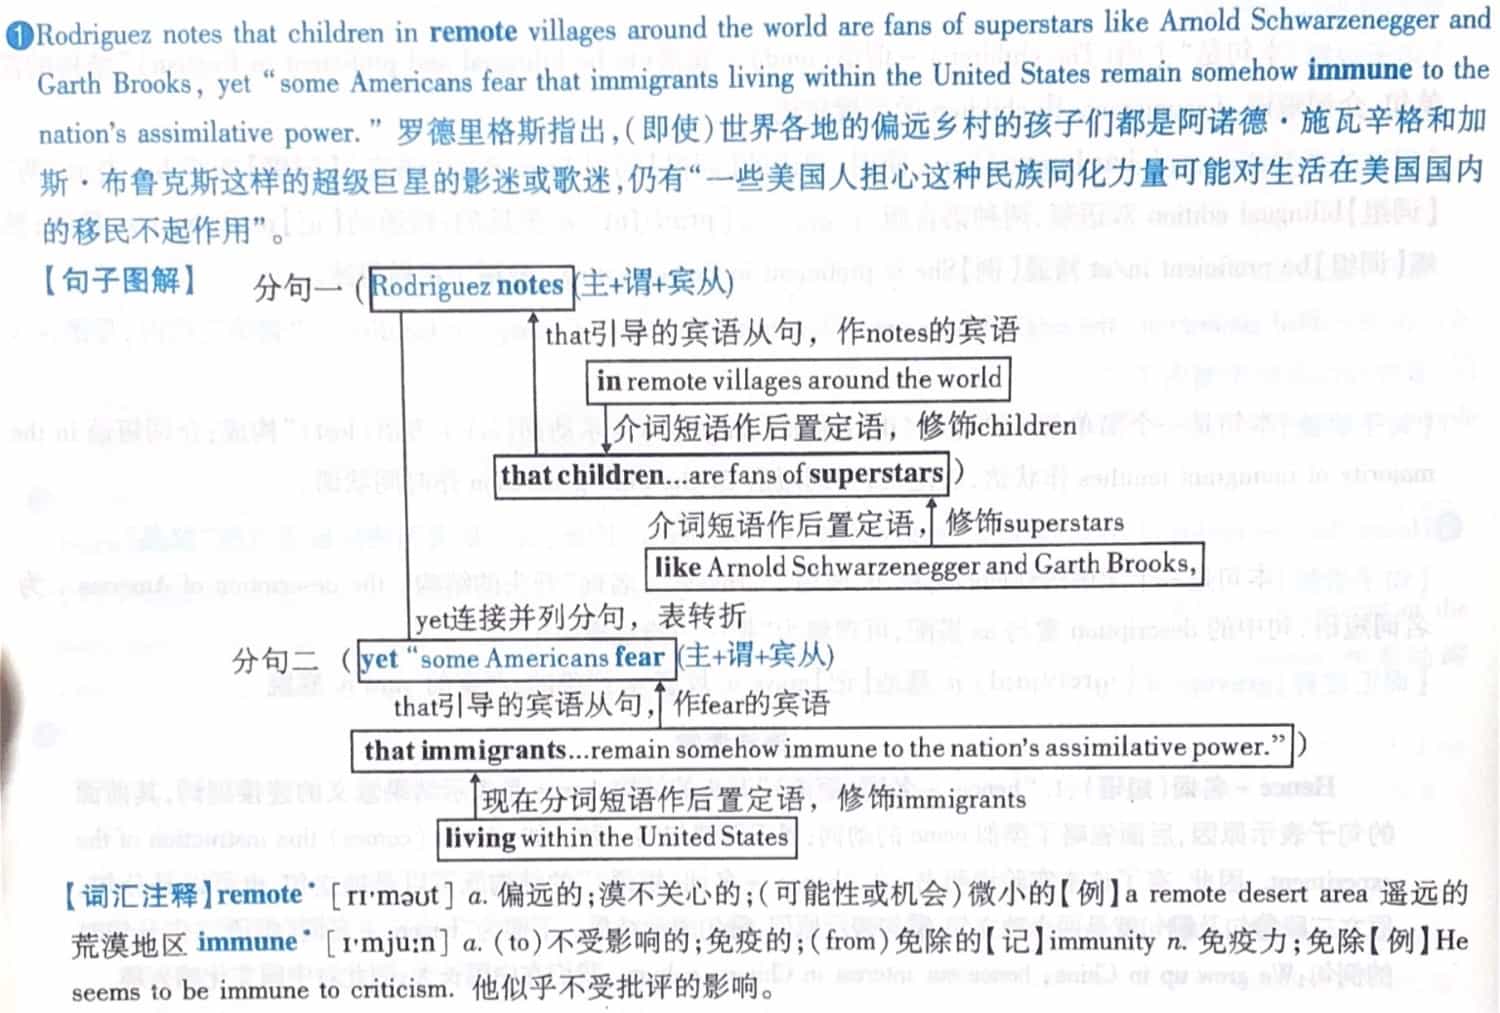 ❶Rodriguez notes that children in remote villages around the world are fans of superstars like Arnold Schwarzenegger and
Garth Brooks, yet “some Americans fear that immigrants living within the United States remain somehow immune to the
nation’s assimilative power.” 罗德里格斯指出,(即使)世界各地的偏远乡村的孩子们都是阿诺德·施瓦辛格和加
斯·布鲁克斯这样的超级巨星的影迷或歌迷,仍有“一些美国人担心这种民族同化力量可能对生活在美国国内
的移民不起作用”。
【句子图解】 分句一 (Rodriguez notes (主+谓+宾从)
that引导的宾语从句，作notes的宾语
in remote villages around the world
介词短语作后置定语，修饰children
that children...are fans of superstars )
介词短语作后置定语，修饰superstars
like Arnold Schwarzenegger and Garth Brooks,
yet连接并列分句，表转折
分句二 (yet “some Americans fear (主+谓+宾从)
that引导的宾语从句，作fear的宾语
that immigrants...remain somehow immune to the nation’s assimilative power.”)
现在分词短语作后置定语，修饰immigrants
living within the United States
【词汇注释】remote [rɪˈməʊt] a. 偏远的;漠不关心的;(可能性或机会)微小的【例】a remote desert area 遥远的
荒漠地区 immune [ɪˈmjuːn] a. (to)不受影响的;免疫的;(from)免除的【记】immunity n. 免疫力;免除【例】He
seems to be immune to criticism. 他似乎不受批评的影响。